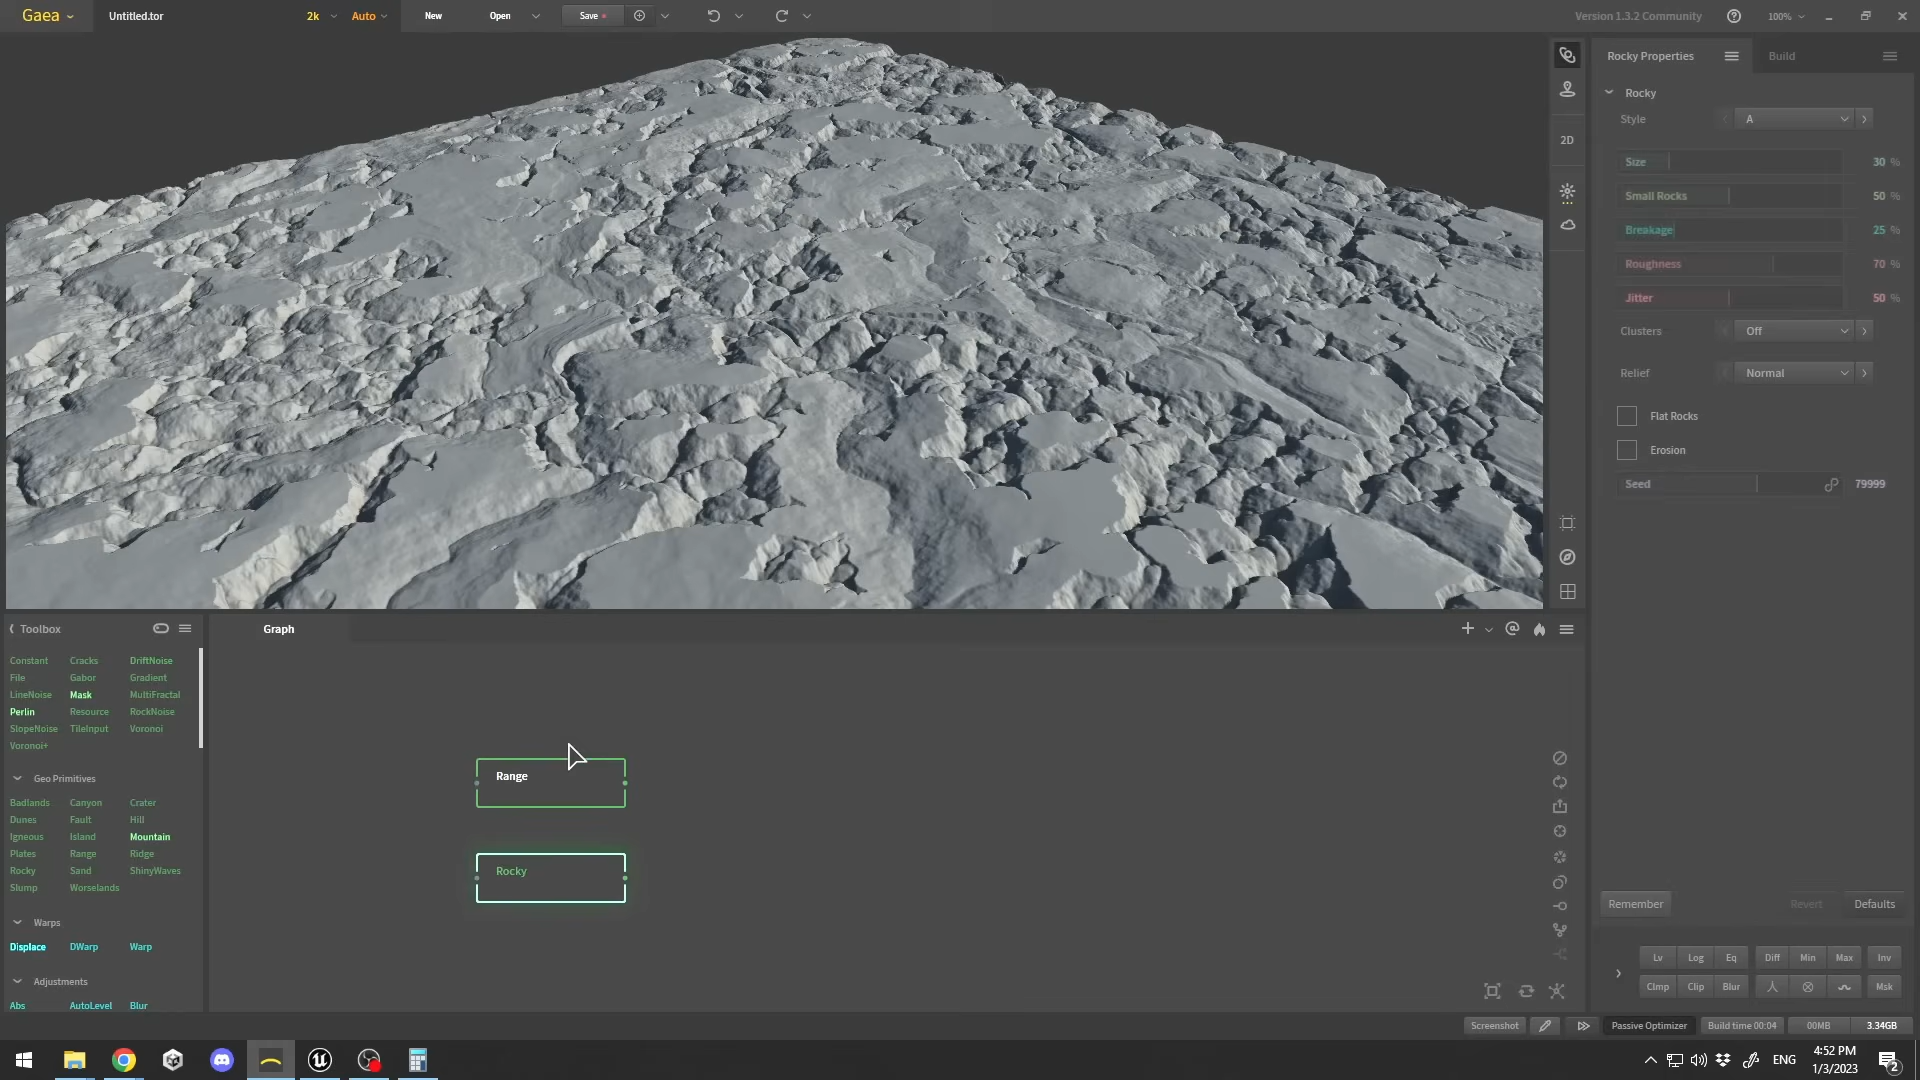 Gaea
Untitled.tor
2k
Auto
New
Open
Save
Version 1.3.2 Community
100%
Rocky Properties
Build
Rocky
Style
A
2D
Size
30 %
Small Rocks
50 %
Breakage
25 %
Roughness
70 %
Jitter
50 %
Clusters
Off
Relief
Normal
Flat Rocks
Erosion
Seed
79999
Toolbox
Graph
Constant Cracks DriftNoise
File Gabor Gradient
LineNoise Mask MultiFractal
Perlin Resource RockNoise
SlopeNoise TileInput Voronoi
Voronoi+
Geo Primitives
Badlands Canyon Crater
Dunes Fault Hill
Igneous Island Mountain
Plates Range Ridge
Rocky Sand ShinyWaves
Slump Worselands
Warps
Displace DWarp Warp
Adjustments
Abs AutoLevel Blur
Range
Rocky
Remember
Revert
Defaults
Lv Log Eq Diff Min Max Inv
Clmp Clip Blur Msk
Screenshot
Passive Optimizer
Build time 00:04
00MB
3.34GB
ENG
4:52 PM
1/3/2023
2